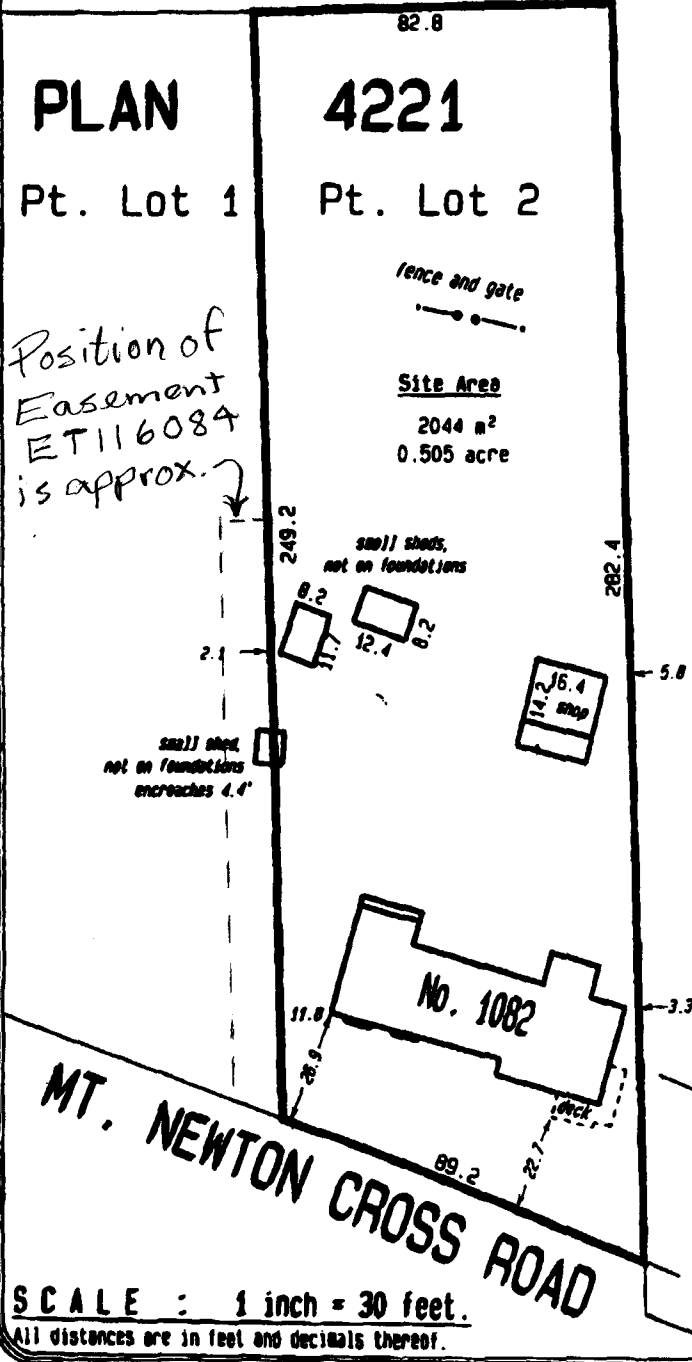 82.8
PLAN 4221
Pt. Lot 1 Pt. Lot 2
fence and gate
Position of
Easement
ET116084
is approx.
Site Area
2044 m²
0.505 acre
249.2
282.4
small sheds,
not on foundations
8.2
11.7
12.4
8.2
2.1
5.8
16.4
14.2
shop
small shed,
not on foundations
encroaches 4.4'
No. 1082
11.8
3.3
26.9
deck
22.7
89.2
MT. NEWTON CROSS ROAD
SCALE : 1 inch = 30 feet.
All distances are in feet and decimals thereof.